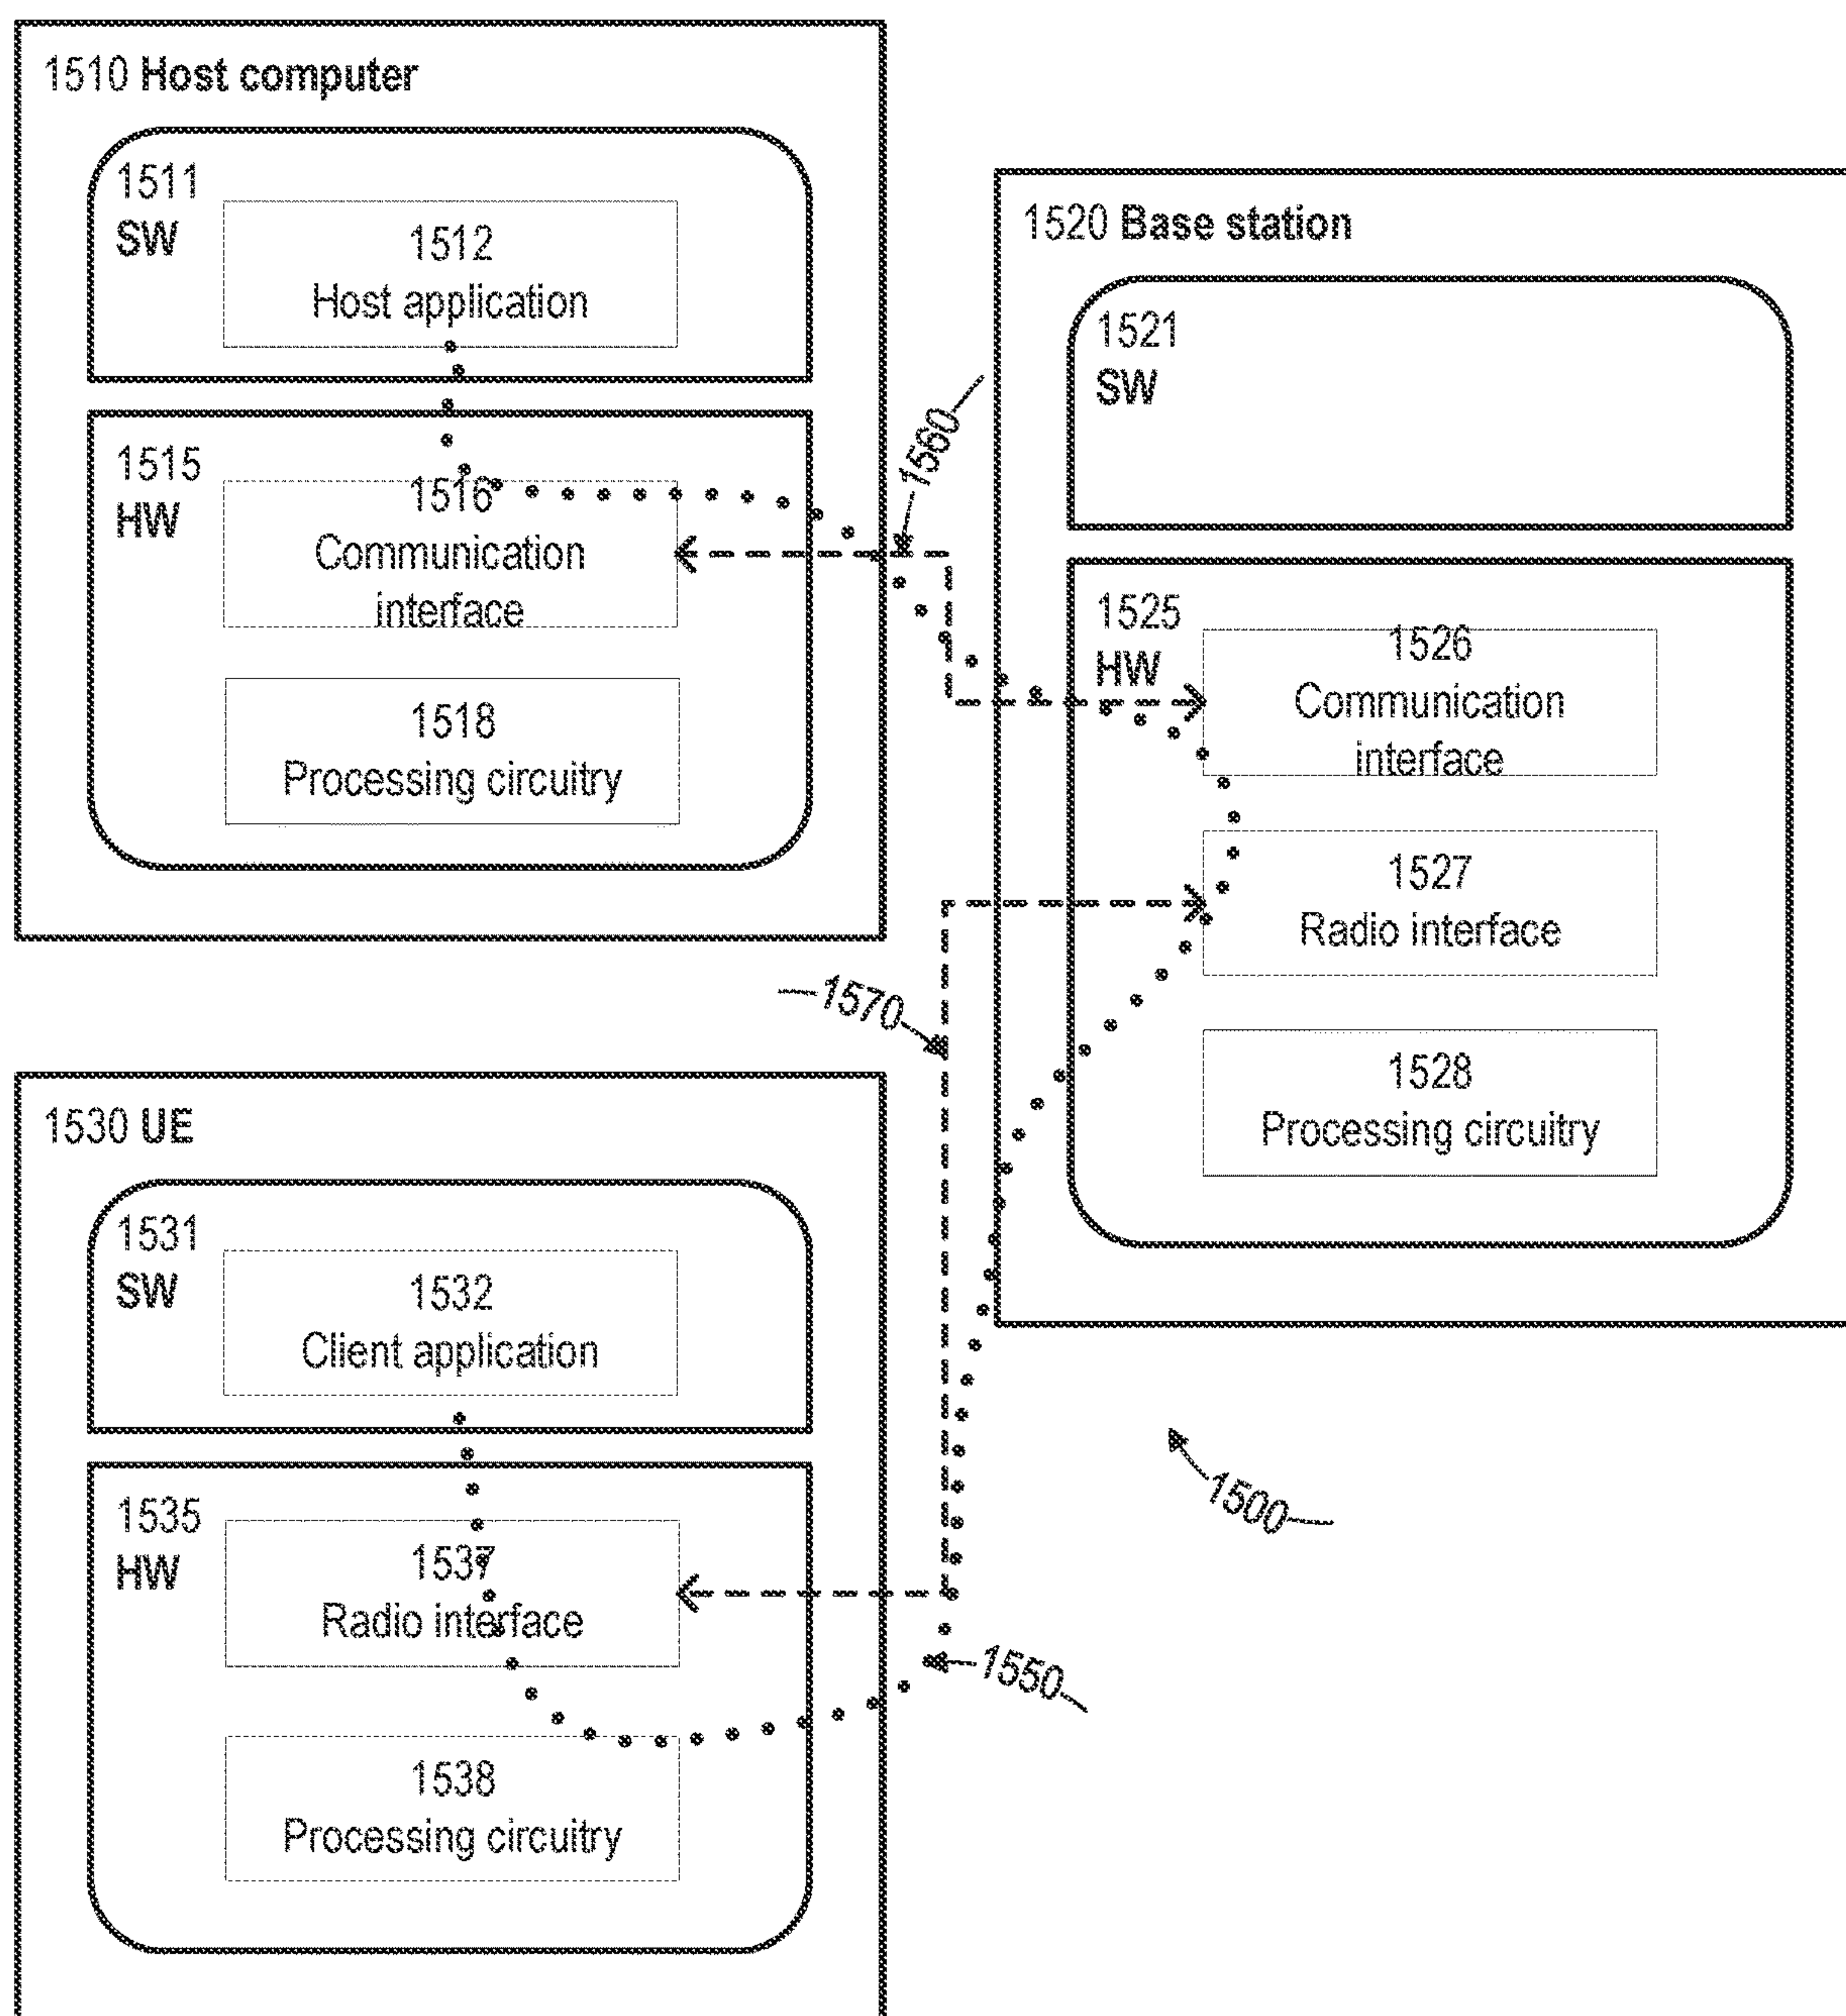 1510 Host computer
1511
SW
1512
Host application
1515
HW
1516
Communication
interface
1518
Processing circuitry
1560
1520 Base station
1521
SW
1525
HW
1526
Communication
interface
1527
Radio interface
1528
Processing circuitry
1570
1530 UE
1531
SW
1532
Client application
1535
HW
1537
Radio interface
1538
Processing circuitry
1550
1500